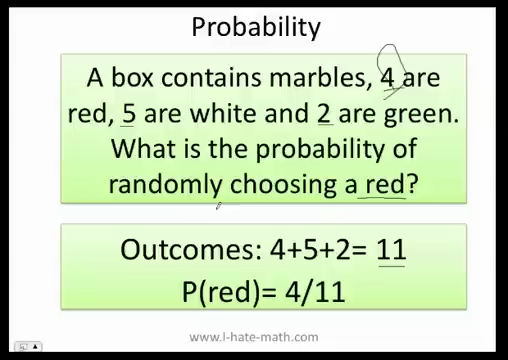 Probability
A box contains marbles, 4 are
red, 5 are white and 2 are green.
What is the probability of
randomly choosing a red?
Outcomes: 4+5+2= 11
P(red)= 4/11
www.I-hate-math.com